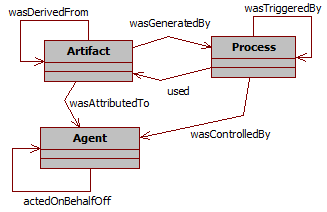 wasDerivedFrom
wasGeneratedBy
wasTriggeredBy
Artifact
Process
used
wasAttributedTo
wasControlledBy
Agent
actedOnBehalfOff